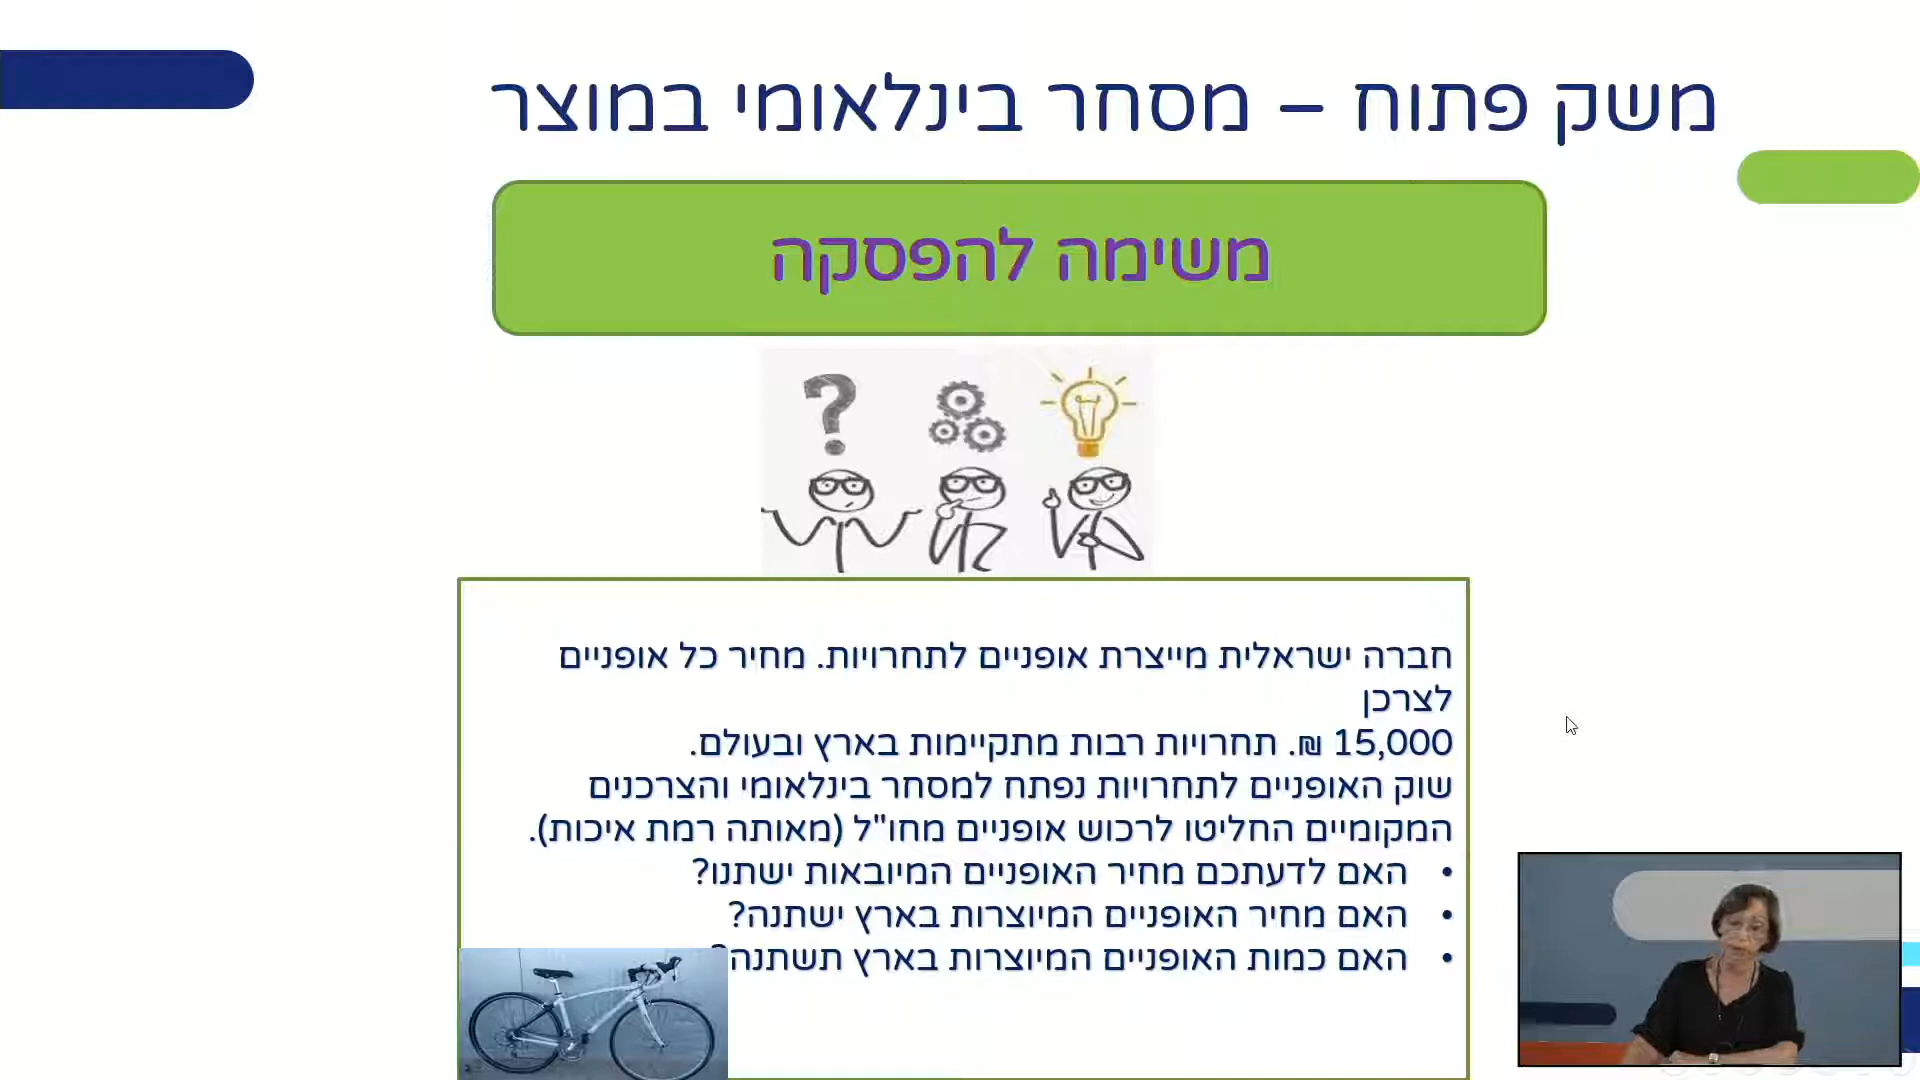 משק פתוח – מסחר בינלאומי במוצר
משימה להפסקה
?
חברה ישראלית מייצרת אופניים לתחרויות. מחיר כל אופניים
לצרכן
15,000 ₪. תחרויות רבות מתקיימות בארץ ובעולם.
שוק האופניים לתחרויות נפתח למסחר בינלאומי והצרכנים
המקומיים החליטו לרכוש אופניים מחו"ל (מאותה רמת איכות).
• האם לדעתכם מחיר האופניים המיובאות ישתנו?
• האם מחיר האופניים המיוצרות בארץ ישתנה?
• האם כמות האופניים המיוצרות בארץ תשתנה?